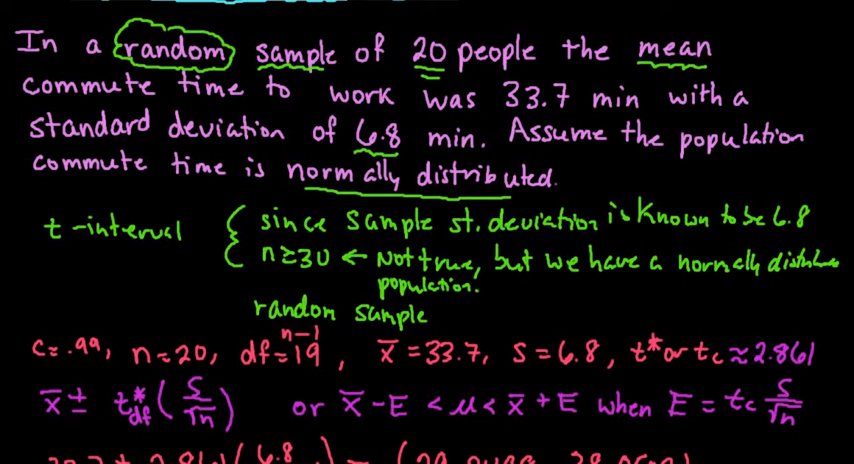 In a random sample of 20 people the mean
commute time to work was 33.7 min with a
standard deviation of 6.8 min. Assume the population
commute time is normally distributed.
t-interval { since sample st. deviation is known to be 6.8
n≥30 ← Not true, but we have a normally
population.
random sample
c=.99, n=20, df=19 n-1, x̄=33.7, s=6.8, t* or tc ≈2.861
x̄ ± t*df (s/√n) or x̄-E < μ < x̄+E when E = tc s/√n